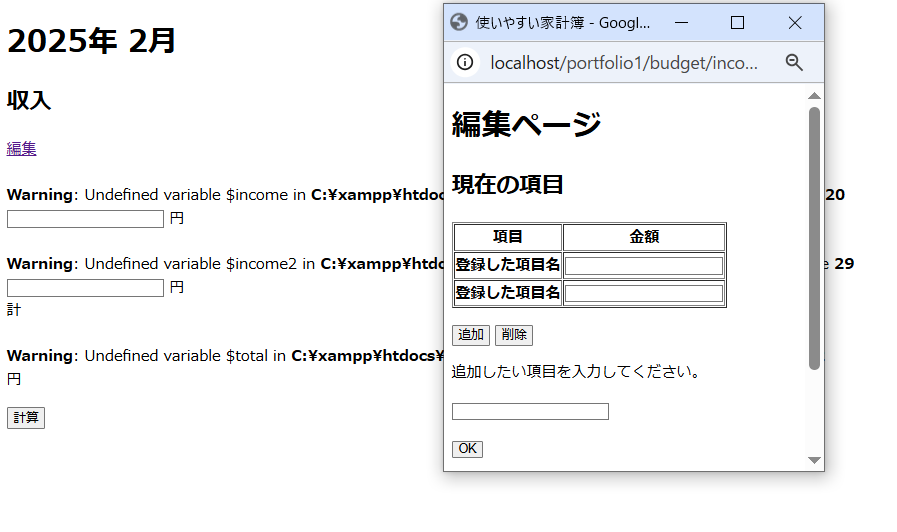 2025年 2月
収入
編集
Warning: Undefined variable $income in C:¥xampp¥htdocs
20
円
Warning: Undefined variable $income2 in C:¥xampp¥htdo
29
円
計
Warning: Undefined variable $total in C:¥xampp¥htdocs¥
円
計算
使いやすい家計簿 - Googl...
localhost/portfolio1/budget/inco...
編集ページ
現在の項目
項目 金額
登録した項目名
登録した項目名
追加 削除
追加したい項目を入力してください。
OK